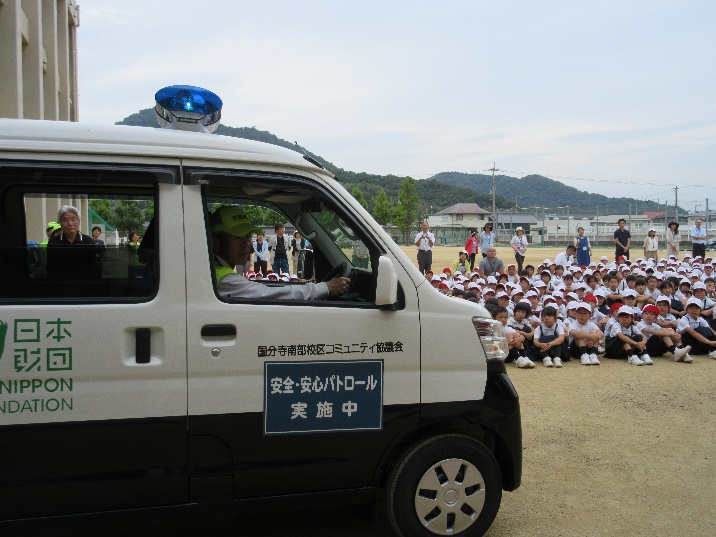 日本
財団
NIPPON
NDATION
国分寺南部校区コミュニティ協議会
安全・安心パトロール
実施中